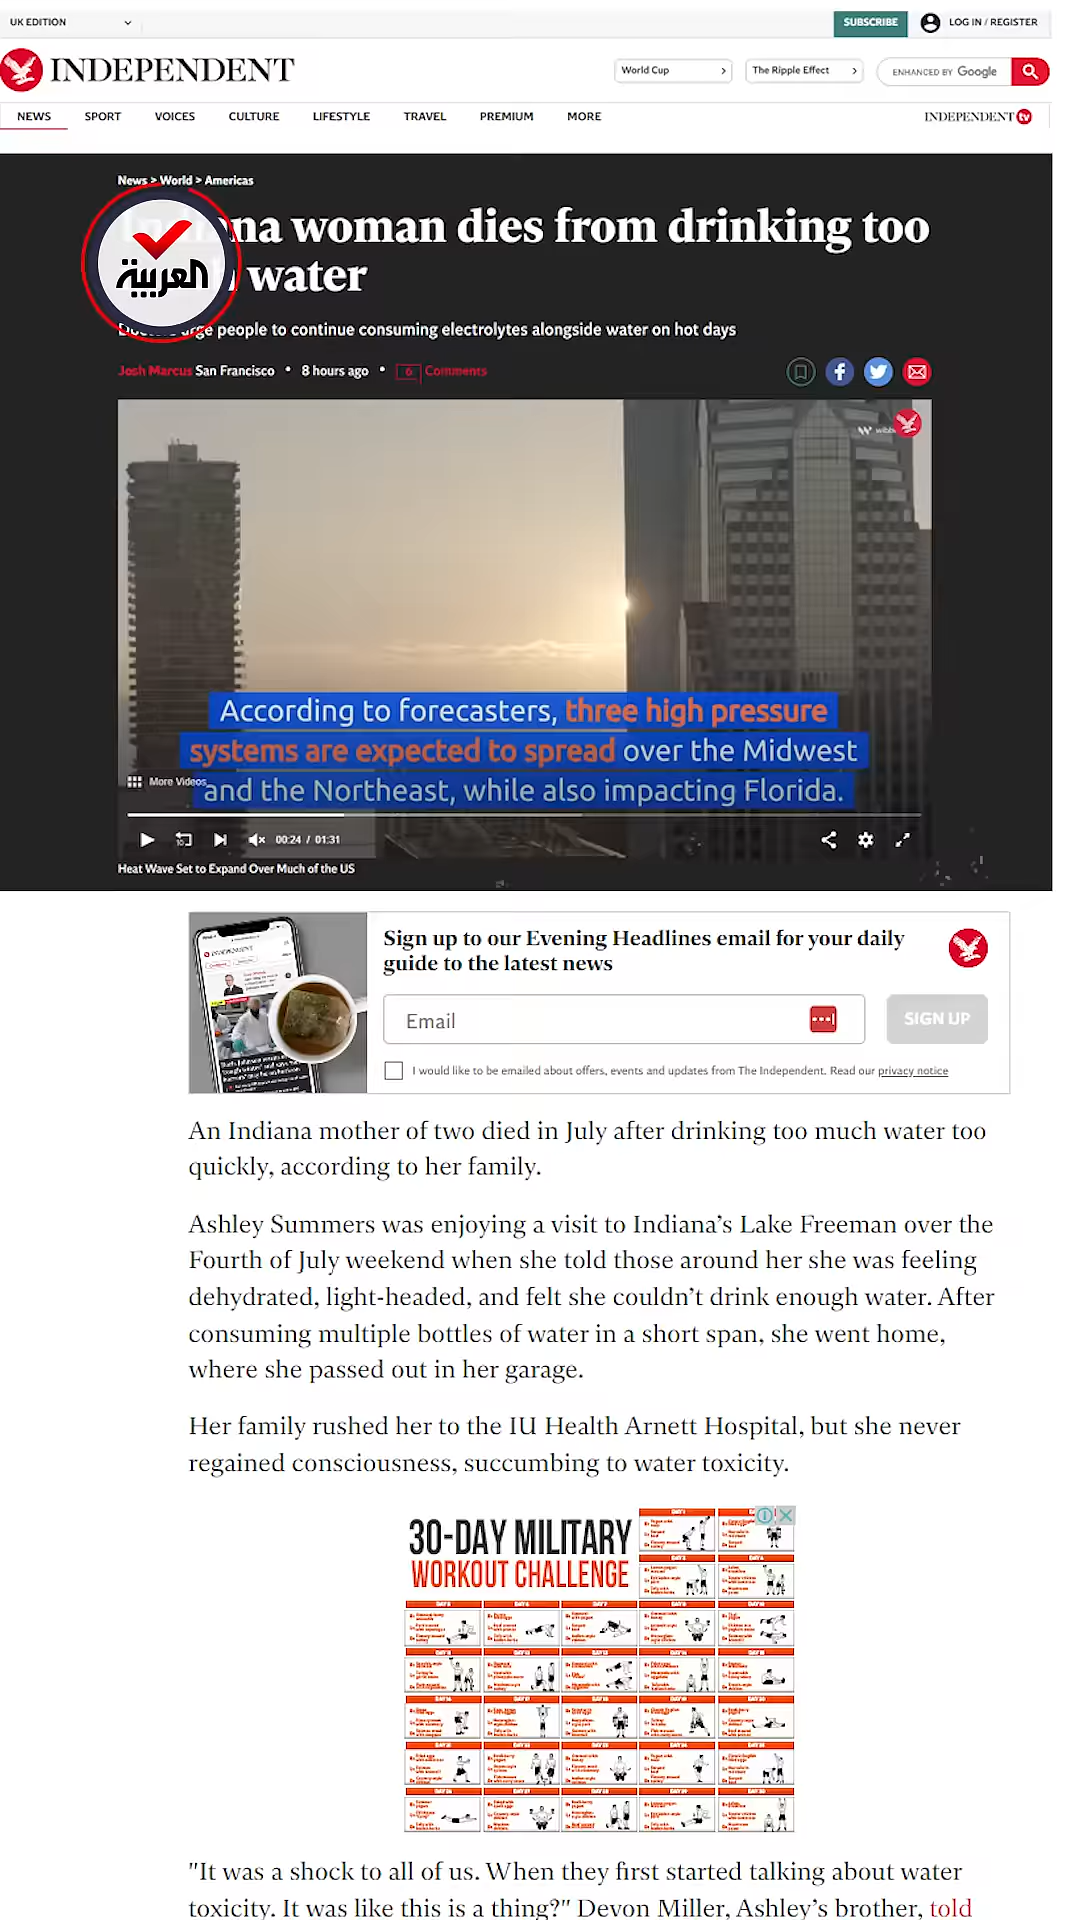 UK EDITION
SUBSCRIBE
LOG IN / REGISTER
INDEPENDENT
World Cup
The Ripple Effect
ENHANCED BY Google
NEWS SPORT VOICES CULTURE LIFESTYLE TRAVEL PREMIUM MORE
INDEPENDENT tv
News > World > Americas
na woman dies from drinking too
water
العربية
urge people to continue consuming electrolytes alongside water on hot days
Josh Marcus San Francisco • 8 hours ago • 6 Comments
According to forecasters, three high pressure
systems are expected to spread over the Midwest
and the Northeast, while also impacting Florida.
More Videos
00:24 / 01:31
Heat Wave Set to Expand Over Much of the US
Sign up to our Evening Headlines email for your daily
guide to the latest news
Email
SIGN UP
I would like to be emailed about offers, events and updates from The Independent. Read our privacy notice
An Indiana mother of two died in July after drinking too much water too
quickly, according to her family.
Ashley Summers was enjoying a visit to Indiana’s Lake Freeman over the
Fourth of July weekend when she told those around her she was feeling
dehydrated, light-headed, and felt she couldn’t drink enough water. After
consuming multiple bottles of water in a short span, she went home,
where she passed out in her garage.
Her family rushed her to the IU Health Arnett Hospital, but she never
regained consciousness, succumbing to water toxicity.
30-DAY MILITARY
WORKOUT CHALLENGE
"It was a shock to all of us. When they first started talking about water
toxicity. It was like this is a thing?" Devon Miller, Ashley’s brother, told